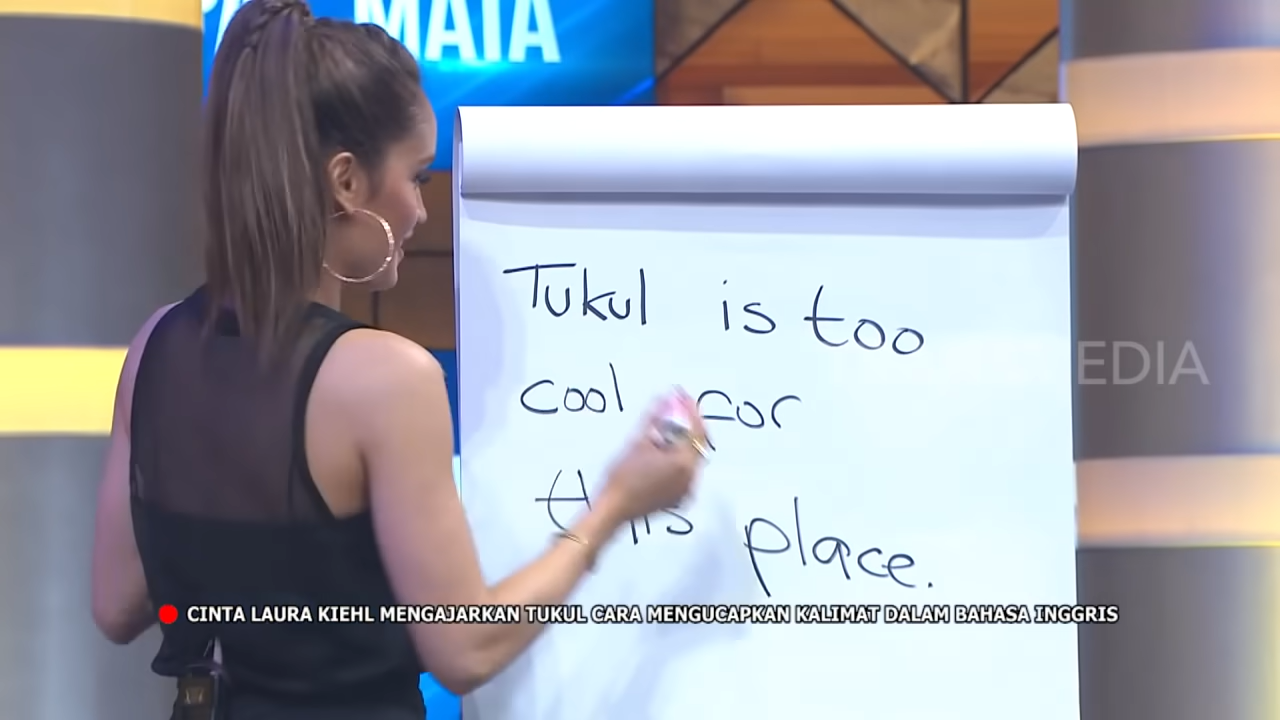 MATA
Tukul is too
cool for
this place.
EDIA
CINTA LAURA KIEHL MENGAJARKAN TUKUL CARA MENGUCAPKAN KALIMAT DALAM BAHASA INGGRIS